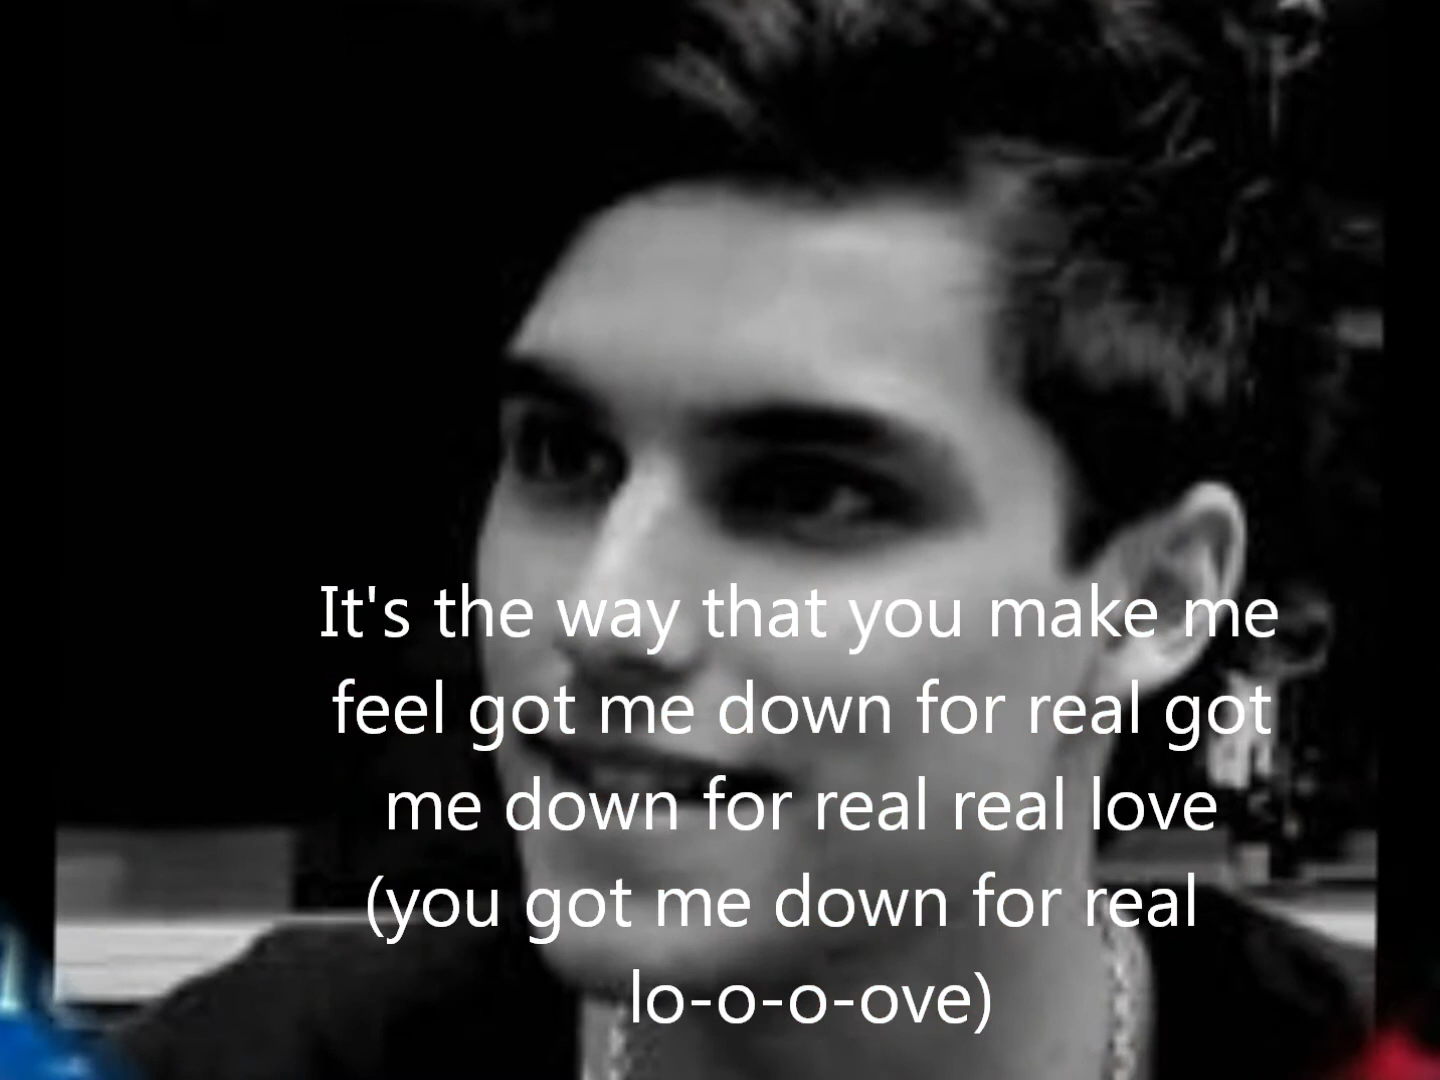 It's the way that you make me
feel got me down for real got
me down for real real love
(you got me down for real
lo-o-o-ove)